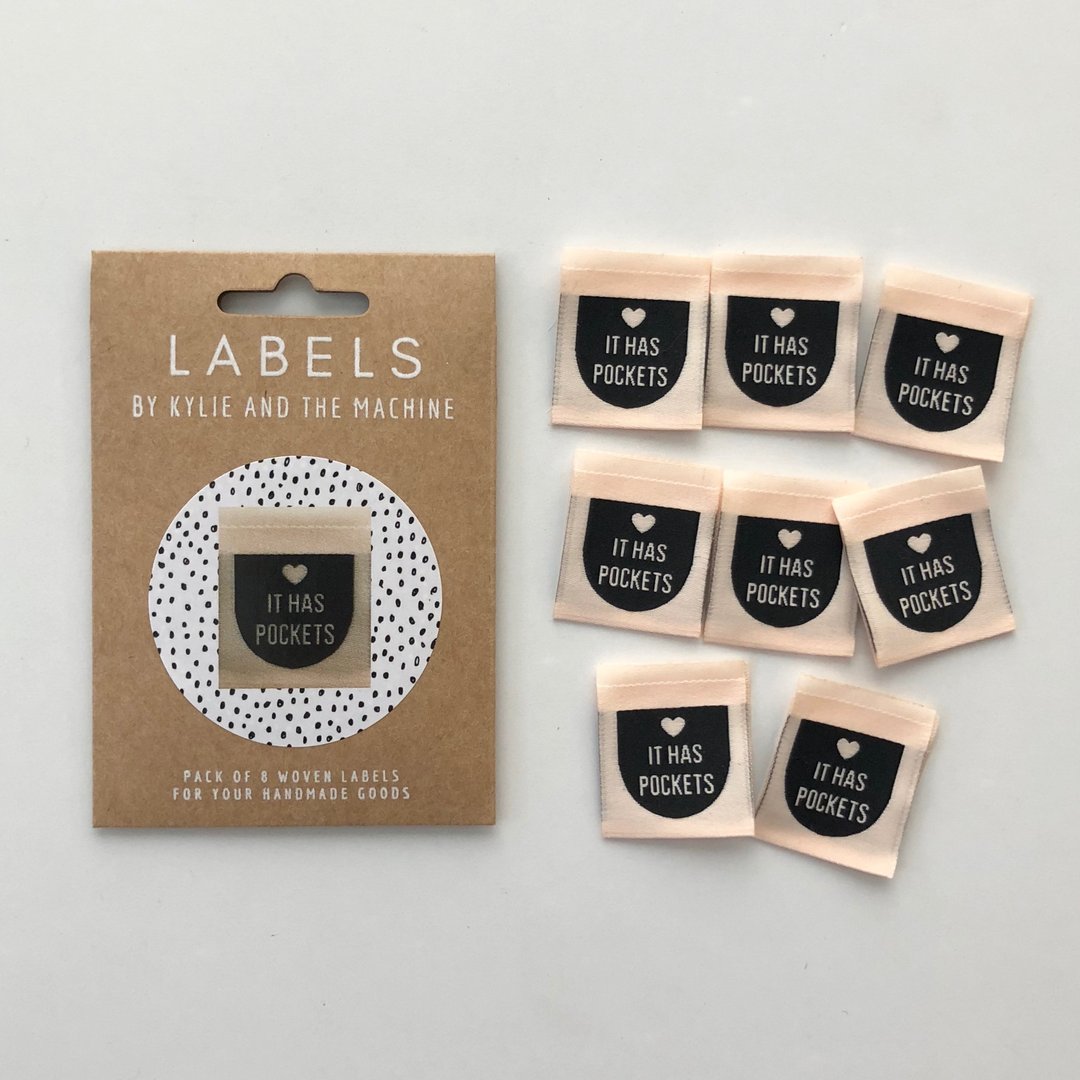 LABELS
BY KYLIE AND THE MACHINE
IT HAS
POCKETS
PACK OF 8 WOVEN LABELS
FOR YOUR HANDMADE GOODS
IT HAS
POCKETS
IT HAS
POCKETS
IT HAS
POCKETS
IT HAS
POCKETS
IT HAS
POCKETS
IT HAS
POCKETS
IT HAS
POCKETS
IT HAS
POCKETS